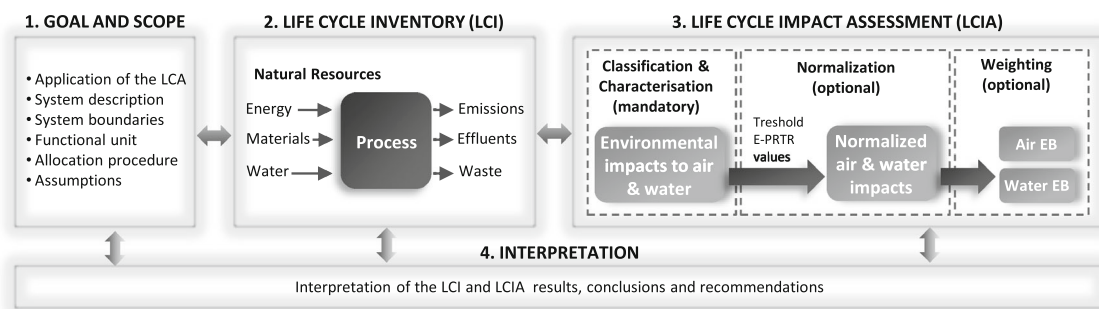 1. GOAL AND SCOPE
• Application of the LCA
• System description
• System boundaries
• Functional unit
• Allocation procedure
• Assumptions
2. LIFE CYCLE INVENTORY (LCI)
Natural Resources
Energy
Materials
Water
Process
Emissions
Effluents
Waste
3. LIFE CYCLE IMPACT ASSESSMENT (LCIA)
Classification &
Characterisation
(mandatory)
Environmental
impacts to air
& water
Normalization
(optional)
Treshold
E-PRTR
values
Normalized
air & water
impacts
Weighting
(optional)
Air EB
Water EB
4. INTERPRETATION
Interpretation of the LCI and LCIA results, conclusions and recommendations